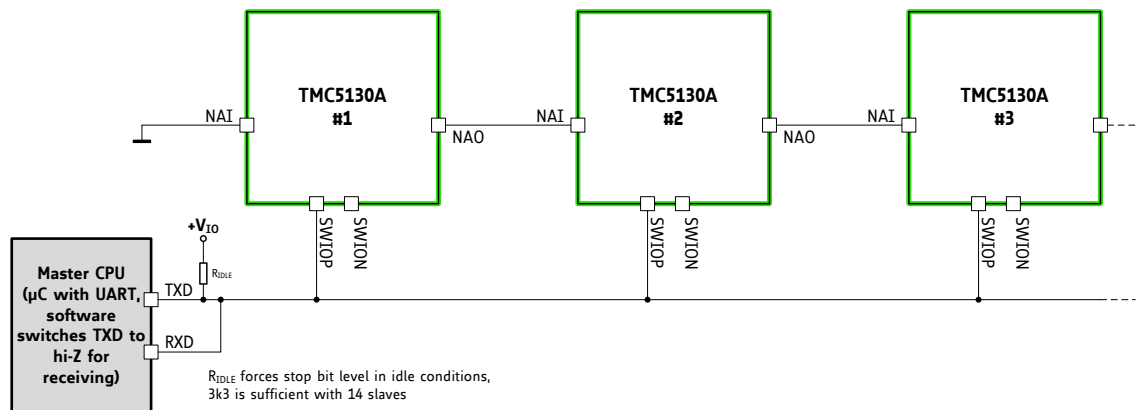 TMC5130A
#1
TMC5130A
#2
TMC5130A
#3
NAI
NAO
NAI
NAO
NAI
SWIOP
SWION
SWIOP
SWION
SWIOP
SWION
+VIO
RIDLE
Master CPU
(µC with UART,
software
switches TXD to
hi-Z for
receiving)
TXD
RXD
RIDLE forces stop bit level in idle conditions,
3k3 is sufficient with 14 slaves